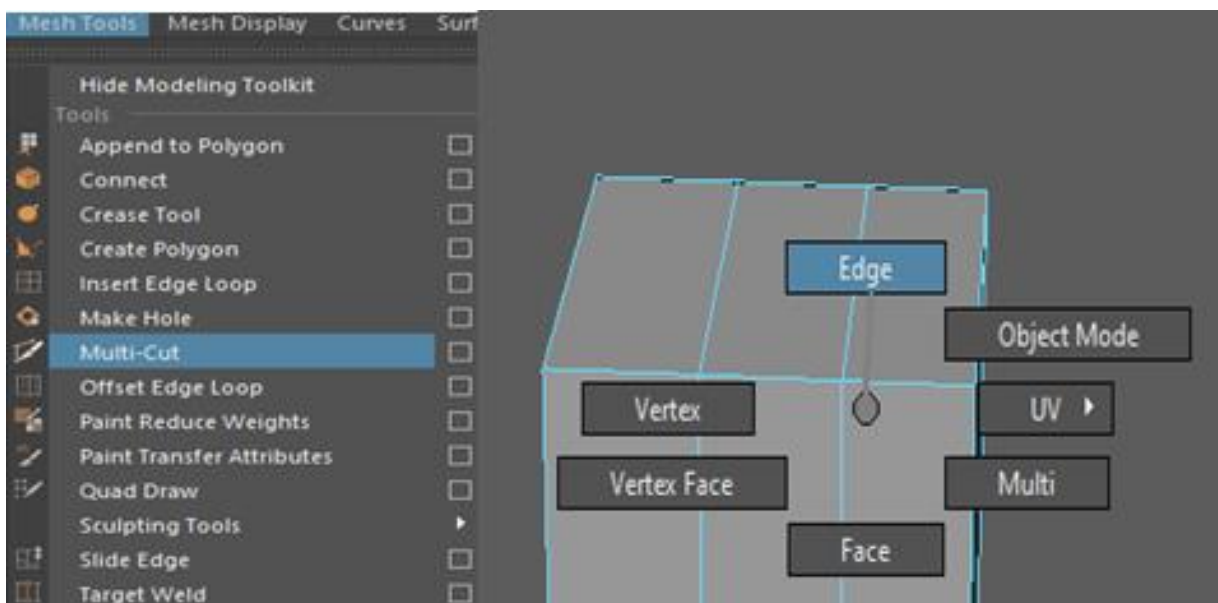 Mesh Tools Mesh Display Curves Surf
Hide Modeling Toolkit
Tools
Append to Polygon
Connect
Crease Tool
Create Polygon
Insert Edge Loop
Make Hole
Multi-Cut
Offset Edge Loop
Paint Reduce Weights
Paint Transfer Attributes
Quad Draw
Sculpting Tools
Slide Edge
Target Weld
Edge
Object Mode
Vertex
UV
Vertex Face
Multi
Face